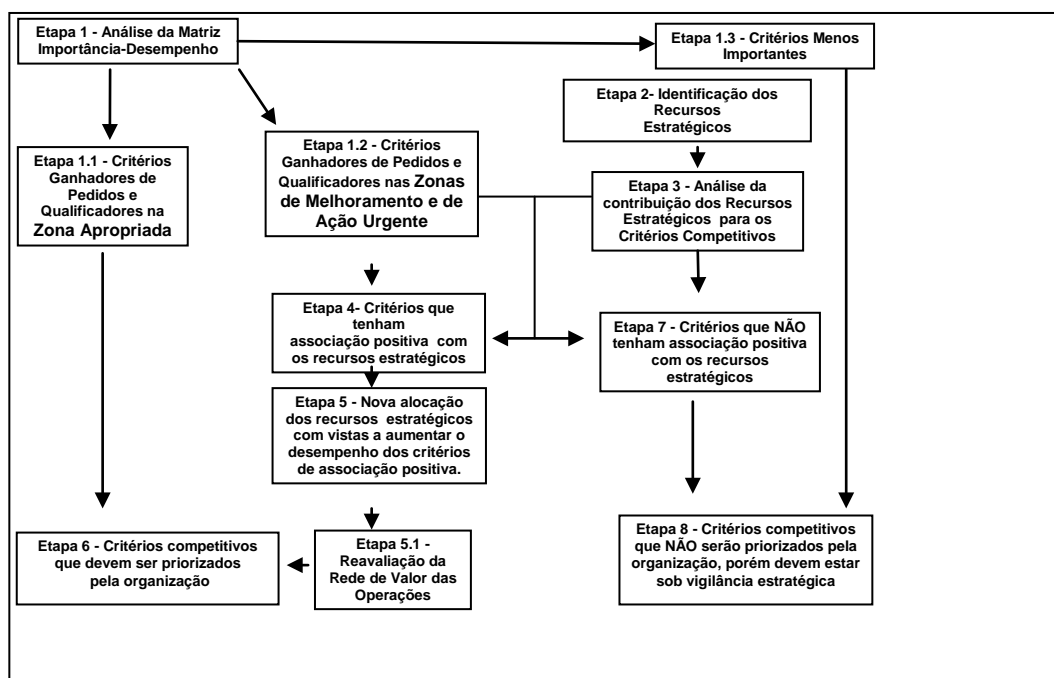 Etapa 1 - Análise da Matriz
Importância-Desempenho
Etapa 1.3 - Critérios Menos
Importantes
Etapa 2- Identificação dos
Recursos
Estratégicos
Etapa 1.1 - Critérios
Ganhadores de
Pedidos e
Qualificadores na
Zona Apropriada
Etapa 1.2 - Critérios
Ganhadores de Pedidos e
Qualificadores nas Zonas
de Melhoramento e de
Ação Urgente
Etapa 3 - Análise da
contribuição dos Recursos
Estratégicos para os
Critérios Competitivos
Etapa 4- Critérios que
tenham
associação positiva com
os recursos estratégicos
Etapa 7 - Critérios que NÃO
tenham associação positiva
com os recursos
estratégicos
Etapa 5 - Nova alocação
dos recursos estratégicos
com vistas a aumentar o
desempenho dos critérios
de associação positiva.
Etapa 6 - Critérios competitivos
que devem ser priorizados
pela organização
Etapa 5.1 -
Reavaliação da
Rede de Valor das
Operações
Etapa 8 - Critérios competitivos
que NÃO serão priorizados pela
organização, porém devem estar
sob vigilância estratégica